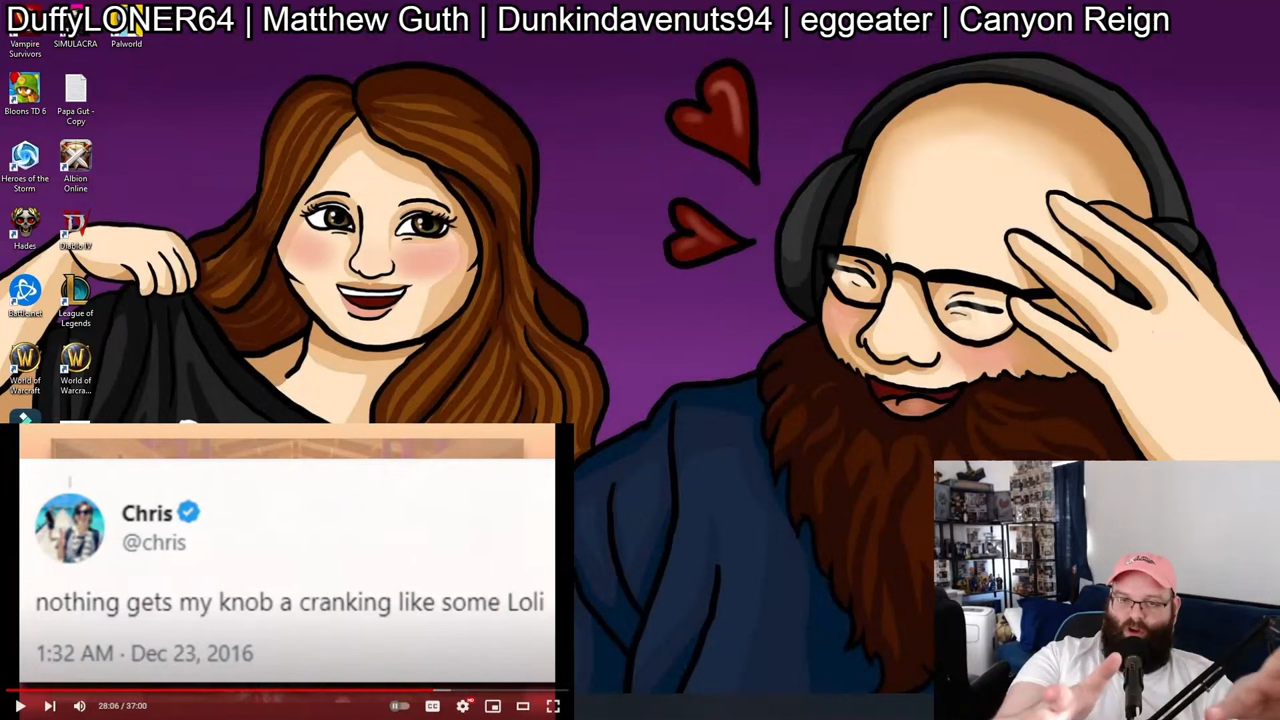 DuffyLONER64 | Matthew Guth | Dunkindavenuts94 | eggeater | Canyon Reign
Vampire Survivors
SIMULACRA
Palworld
Bloons TD 6
Papa Gut - Copy
Heroes of the Storm
Albion Online
Hades
Diablo IV
Battle.net
League of Legends
World of Warcraft
World of Warcra...
Chris
@chris
nothing gets my knob a cranking like some Loli
1:32 AM · Dec 23, 2016
28:06 / 37:00
CC